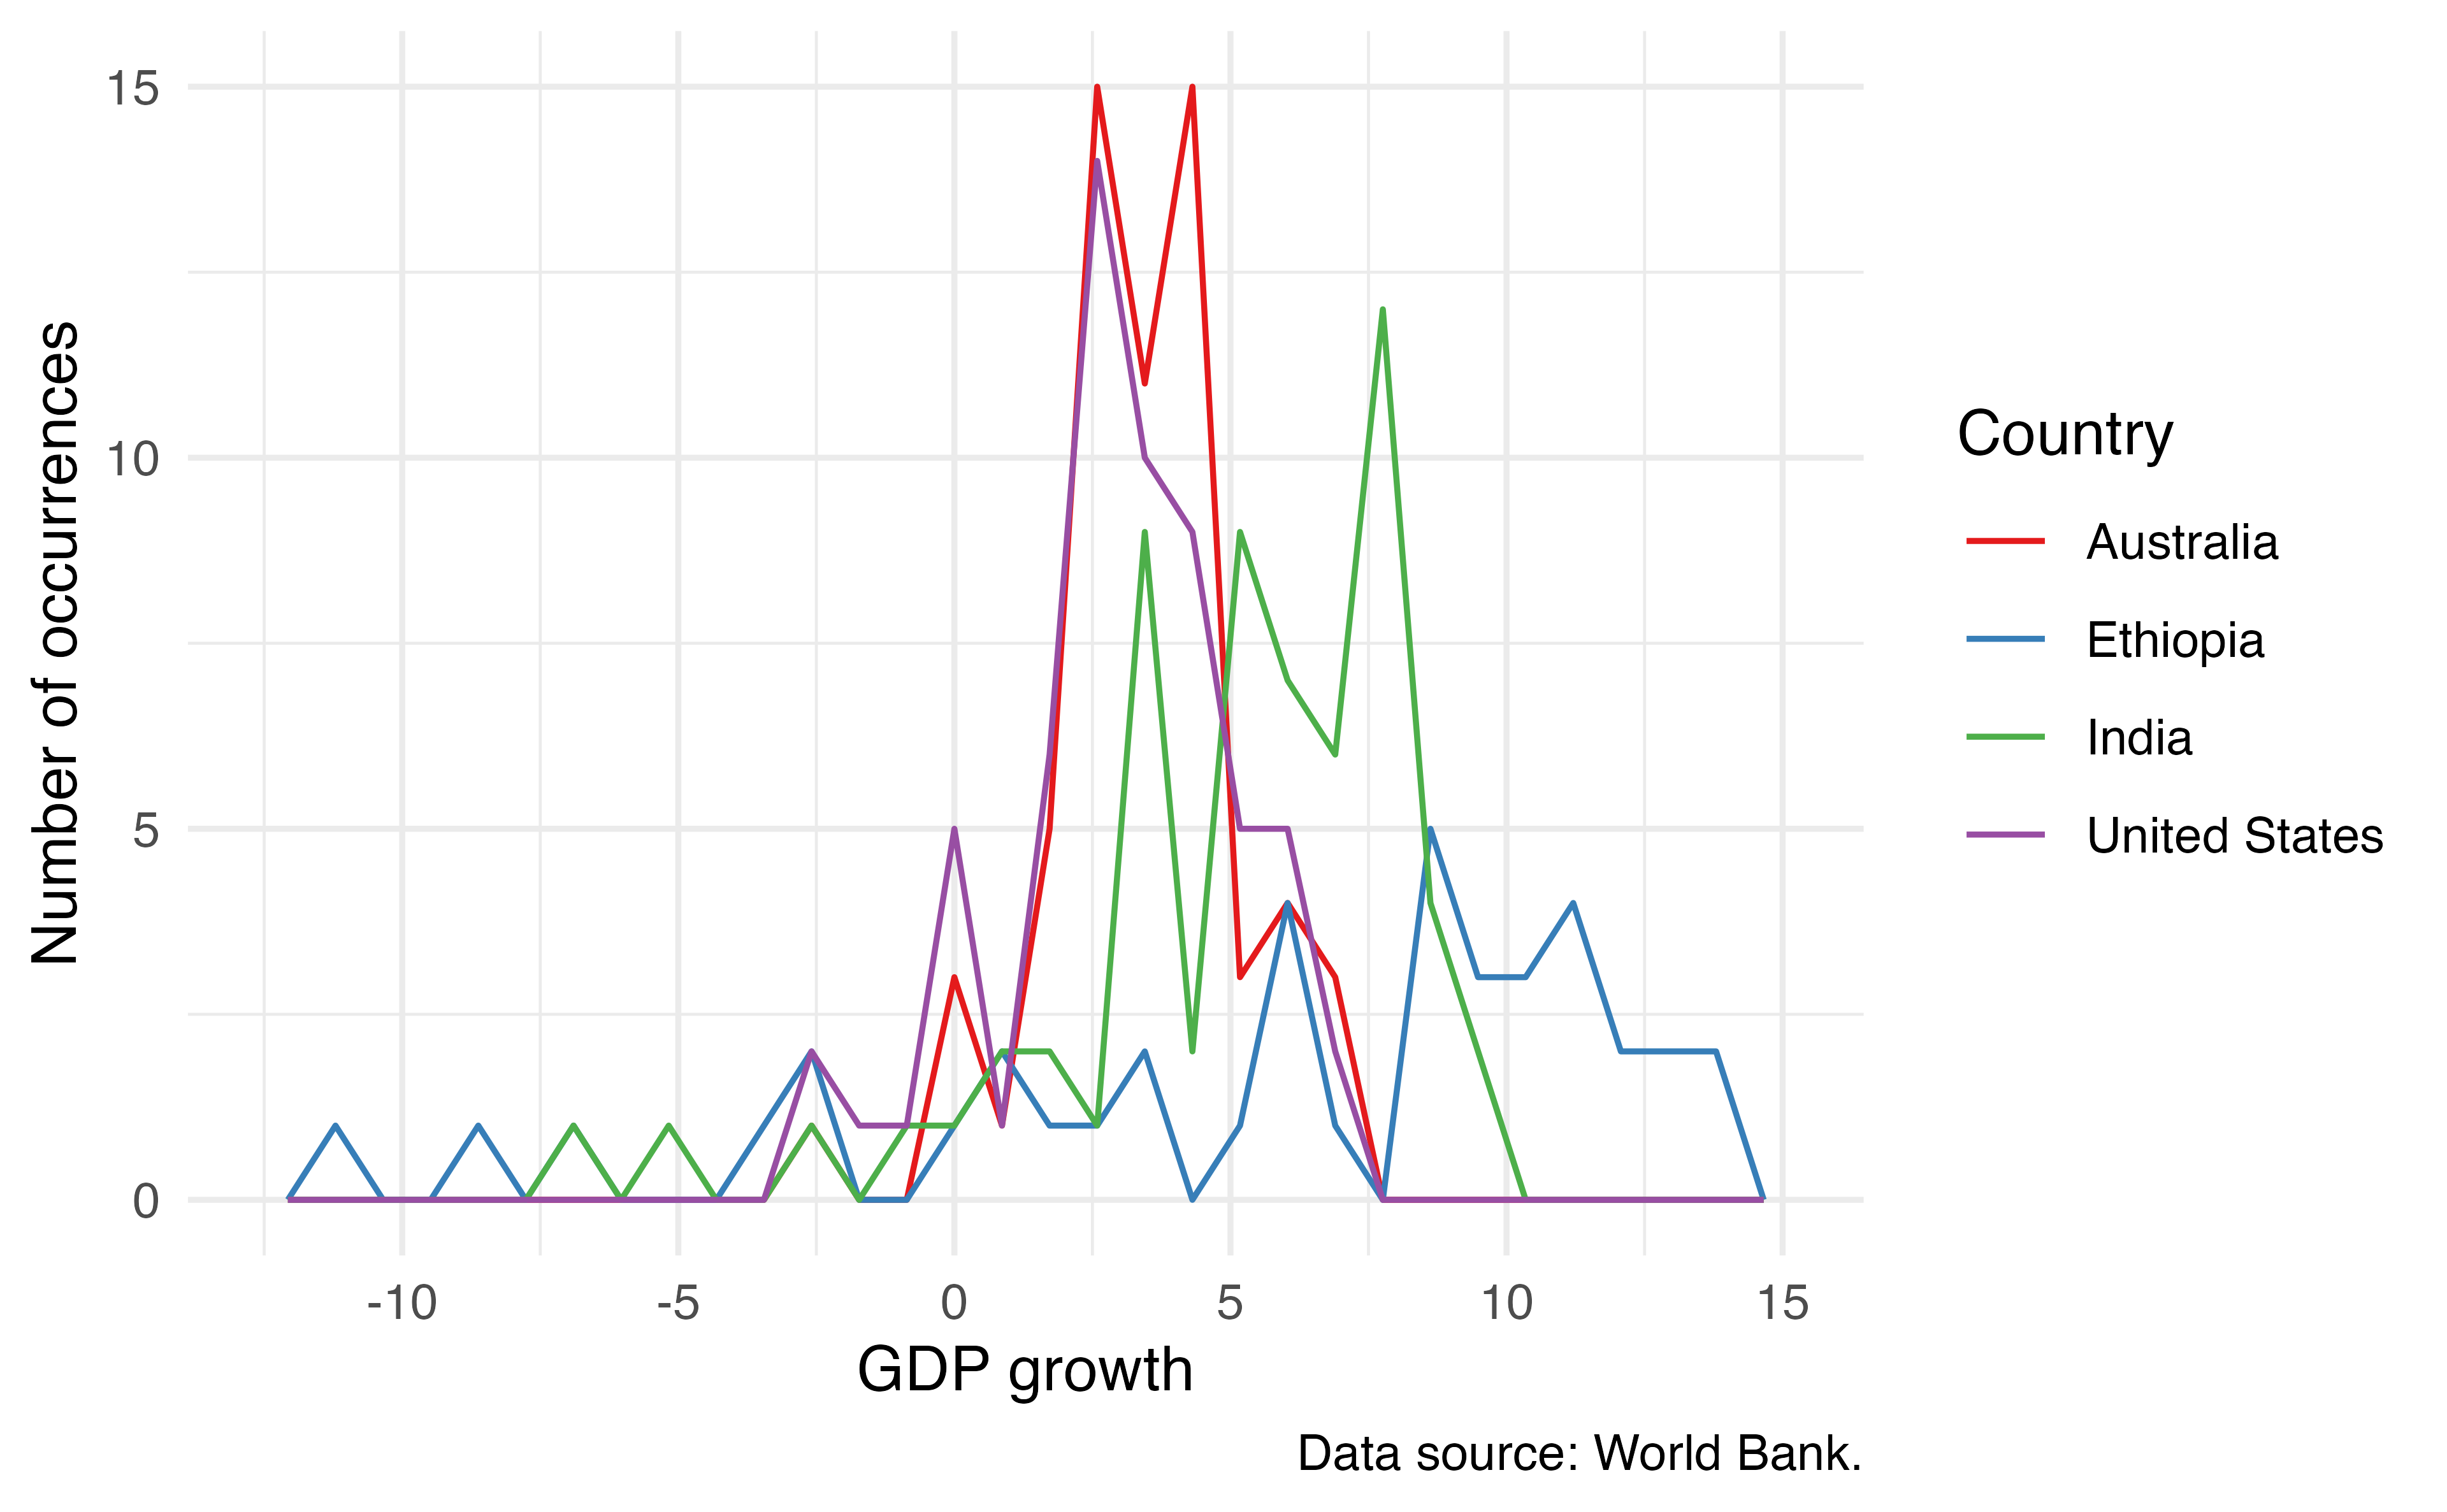 15
10
5
0
Number of occurrences
-10
-5
0
5
10
15
GDP growth
Country
Australia
Ethiopia
India
United States
Data source: World Bank.